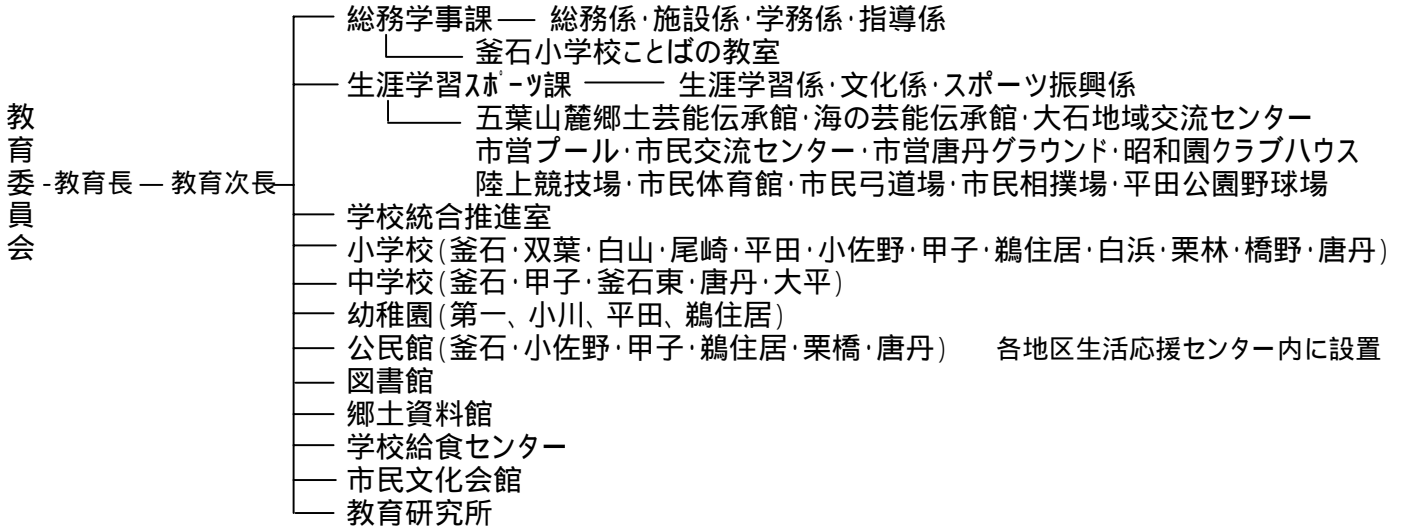 総務学事課 総務係･施設係･学務係･指導係
釜石小学校ことばの教室
生涯学習ｽﾎﾟｰﾂ課 生涯学習係･文化係･スポーツ振興係
五葉山麓郷土芸能伝承館･海の芸能伝承館･大石地域交流センター
市営プール･市民交流センター･市営唐丹グラウンド･昭和園クラブハウス
教育委員会 教育長 教育次長 陸上競技場･市民体育館･市民弓道場･市民相撲場･平田公園野球場
学校統合推進室
小学校(釜石･双葉･白山･尾崎･平田･小佐野･甲子･鵜住居･白浜･栗林･橋野･唐丹)
中学校(釜石･甲子･釜石東･唐丹･大平)
幼稚園(第一、小川、平田、鵜住居)
公民館(釜石･小佐野･甲子･鵜住居･栗橋･唐丹) 各地区生活応援センター内に設置
図書館
郷土資料館
学校給食センター
市民文化会館
教育研究所